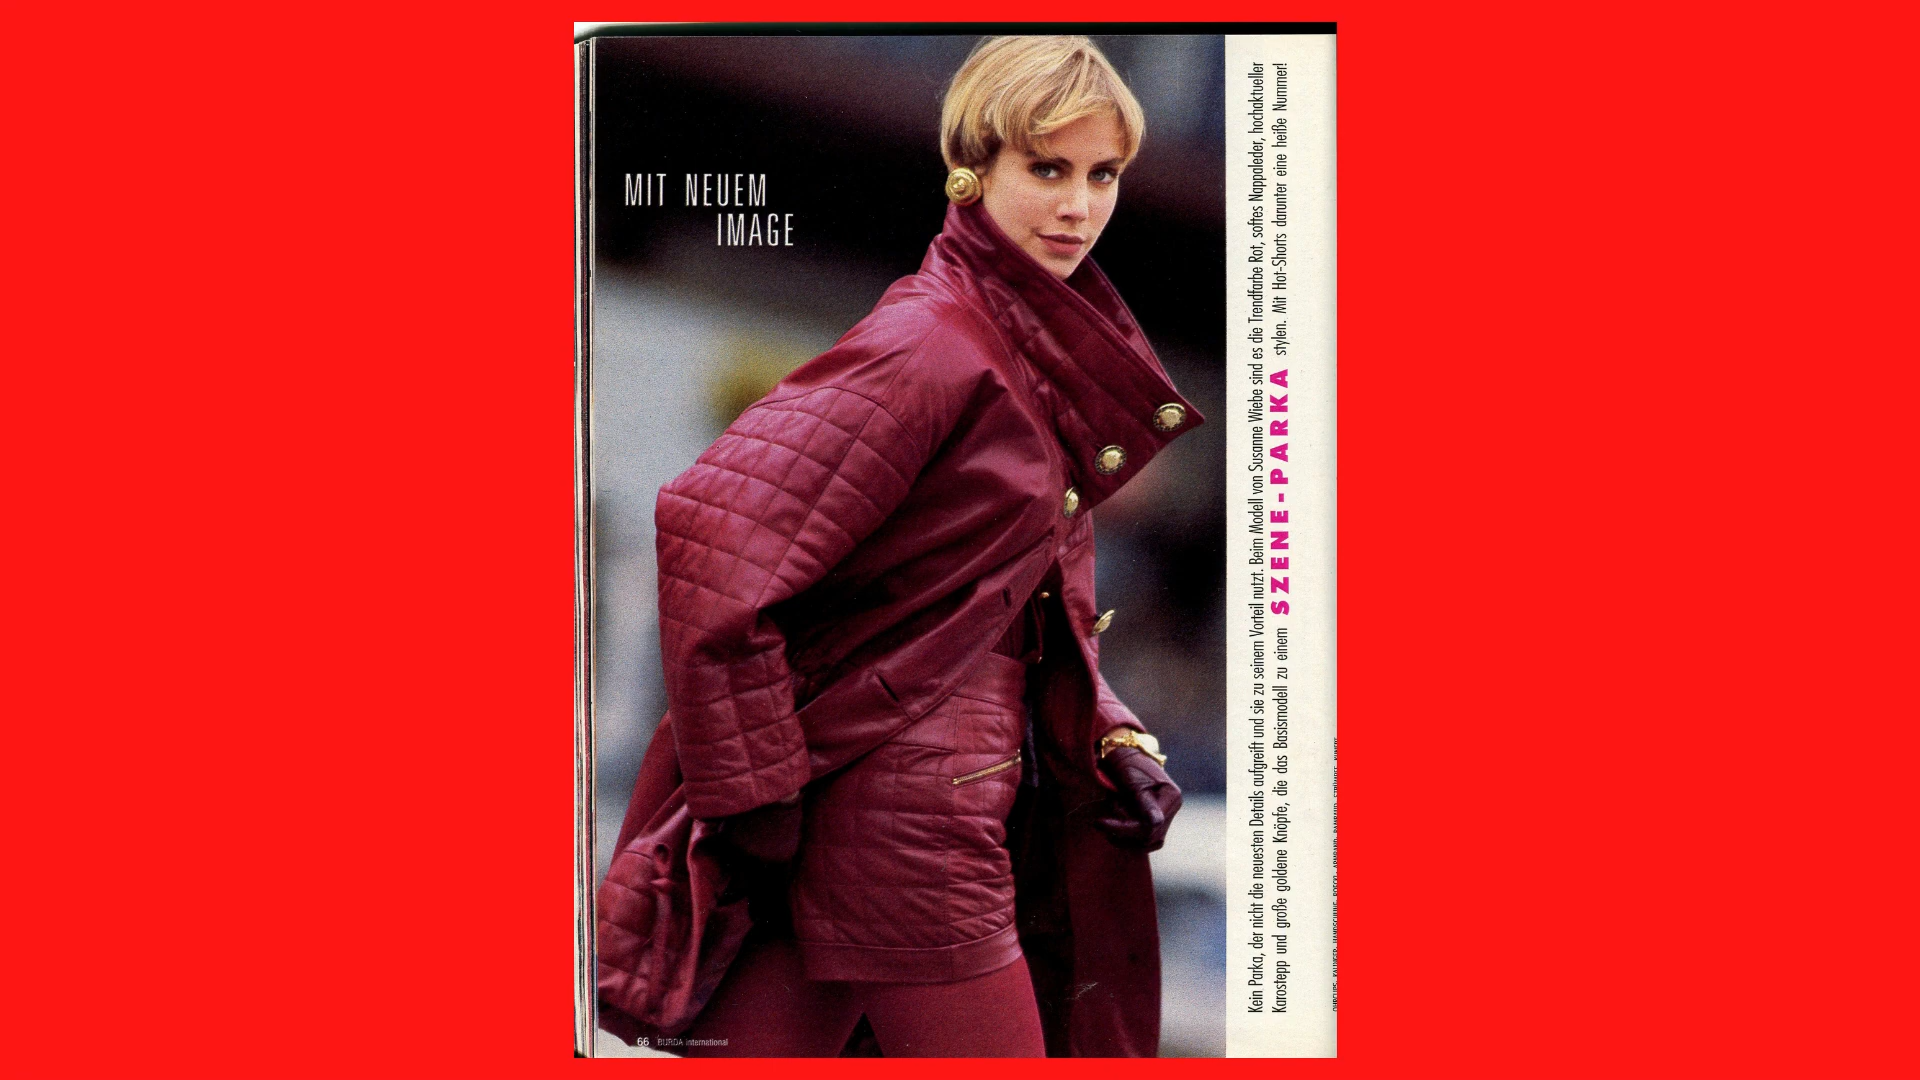 MIT NEUEM
IMAGE
Kein Parka, der nicht die neuesten Details aufgreift und sie zu seinem Vorteil nutzt. Beim Modell von Susanne Wiebe sind es die Trendfarbe Rot, softes Nappaleder, hochaktueller
Karostepp und große goldene Knöpfe, die das Basismodell zu einem SZENE-PARKA stylen. Mit Hot-Shorts darunter eine heiße Nummer!
66 BURDA international